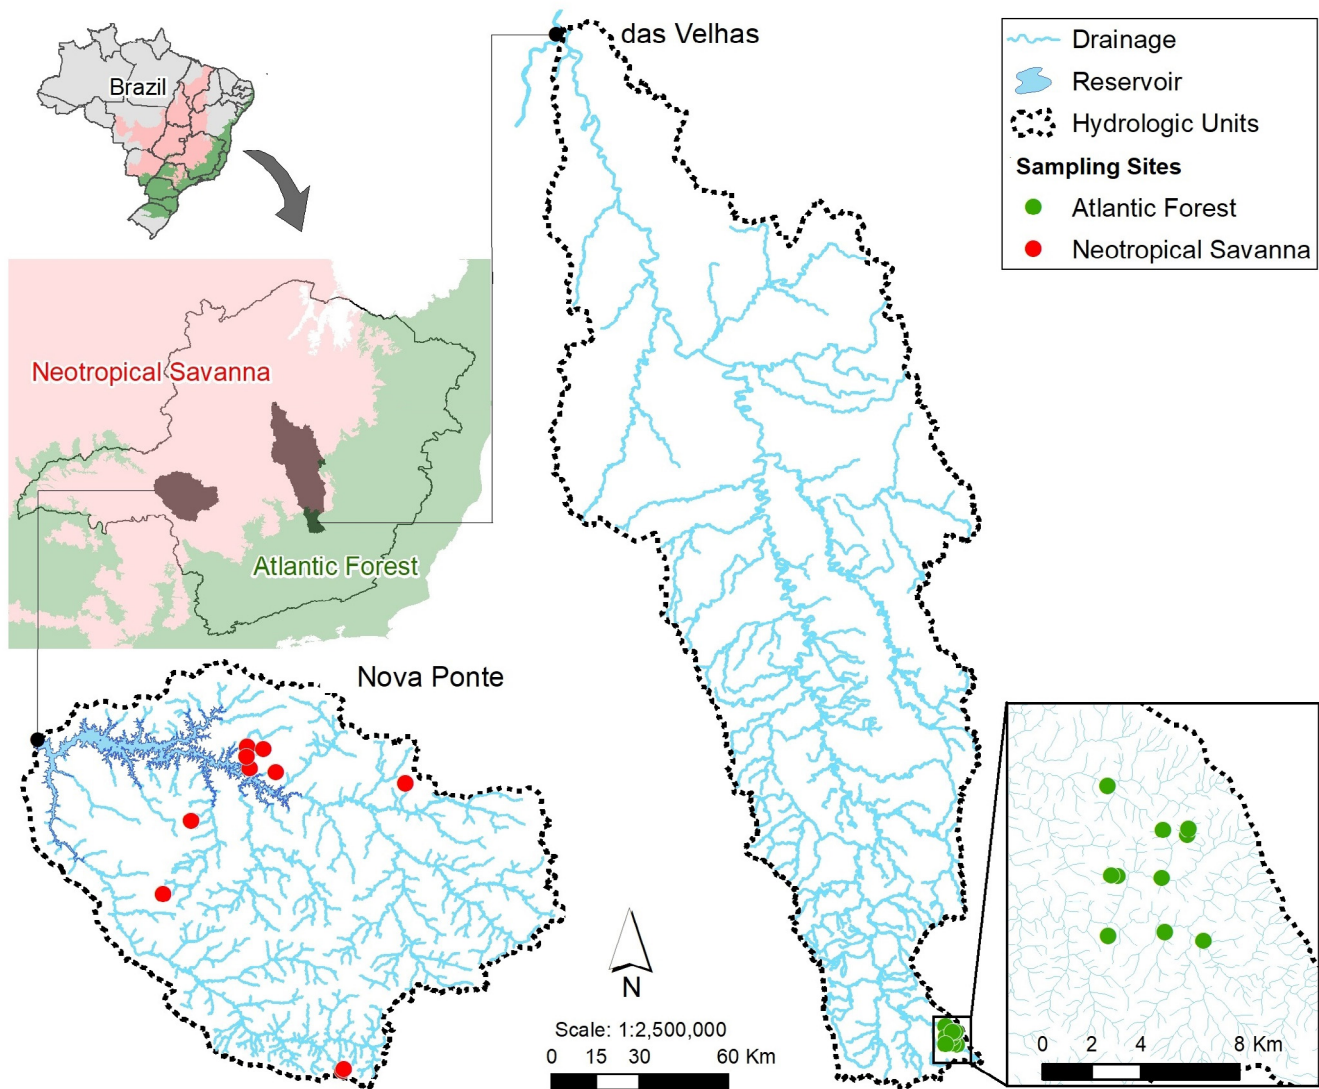 das Velhas
Brazil
Drainage
Reservoir
Hydrologic Units
Sampling Sites
Atlantic Forest
Neotropical Savanna
Neotropical Savanna
Atlantic Forest
Nova Ponte
N
Scale: 1:2,500,000
0 15 30 60 Km
0 2 4 8 Km